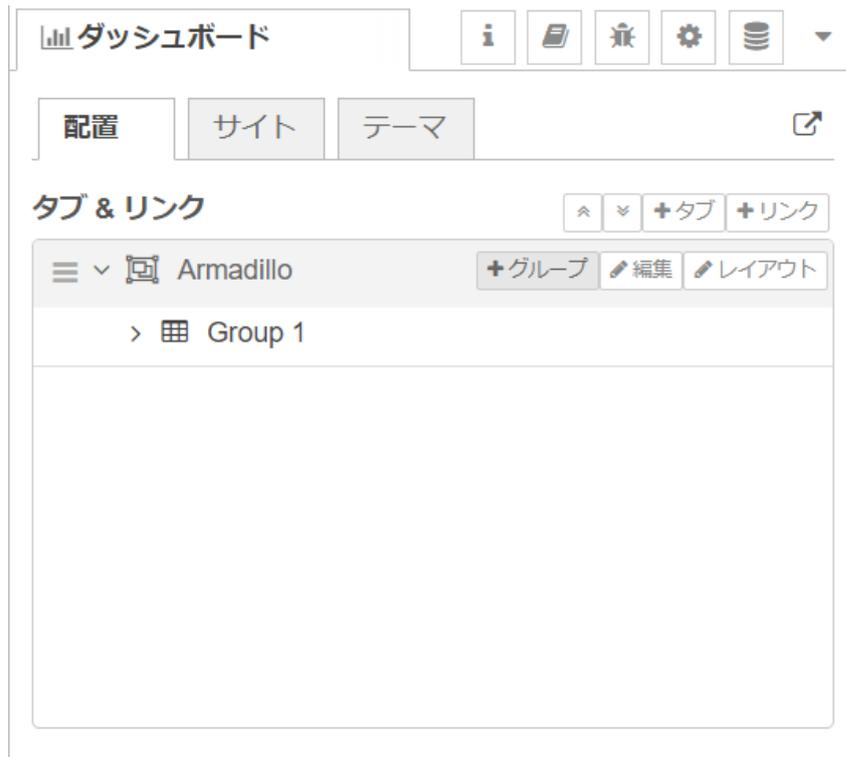 ダッシュボード
配置 サイト テーマ
タブ & リンク +タブ +リンク
Armadillo +グループ 編集 レイアウト
Group 1